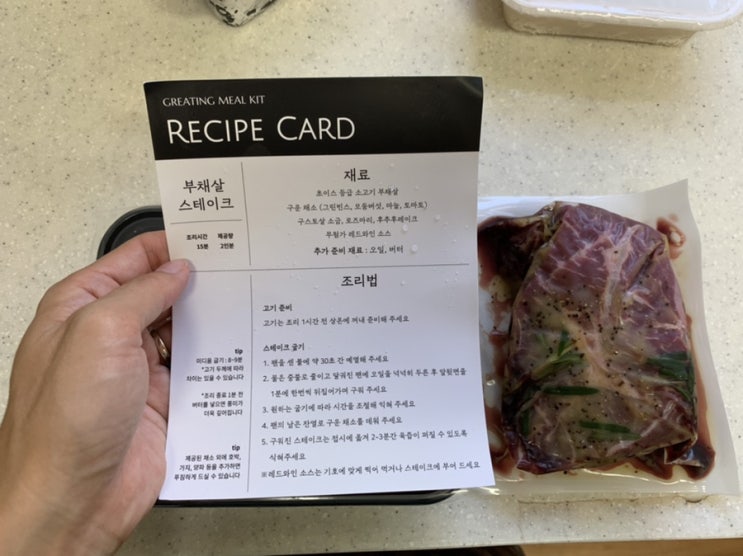 GREATING MEAL KIT
RECIPE CARD
부채살
스테이크
조리시간 제공량
15분 2인분
재료
초이스 등급 소고기 부채살
구운 채소 (그린빈스, 모둠버섯, 마늘, 토마토)
구스토살 소금, 로즈마리, 후추후레이크
무첨가 레드와인 소스
추가 준비 재료 : 오일, 버터
조리법
고기 준비
고기는 조리 1시간 전 상온에 꺼내 준비해 주세요
스테이크 굽기
1. 팬을 센 불에 약 30초 간 예열해 주세요
2. 불은 중불로 줄이고 달궈진 팬에 오일을 넉넉히 두른 후 앞뒷면을
1분에 한번씩 뒤집어가며 구워 주세요
3. 원하는 굽기에 따라 시간을 조절해 익혀 주세요
4. 팬의 남은 잔열로 구운 채소를 데워 주세요
5. 구워진 스테이크는 접시에 옮겨 2-3분간 육즙이 퍼질 수 있도록
식혀주세요
※레드와인 소스는 기호에 맞게 찍어 먹거나 스테이크에 부어 드세요
tip
미디움 굽기 : 8-9분
*고기 두께에 따라
차이는 있을 수 있습니다
*조리 종료 1분 전
버터를 넣으면 풍미가
더욱 깊어집니다
tip
제공된 채소 외에 호박,
가지, 양파 등을 추가하면
푸짐하게 드실 수 있습니다